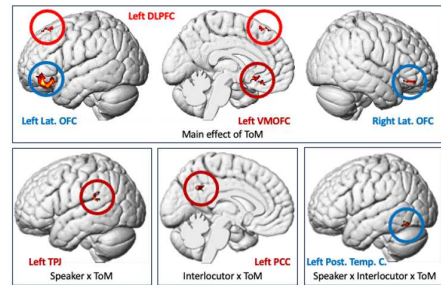 Left DLPFC
Left Lat. OFC
Left VMOFC
Right Lat. OFC
Main effect of ToM
Left TPJ
Left PCC
Left Post. Temp. C.
Speaker x ToM
Interlocutor x ToM
Speaker x Interlocutor x ToM